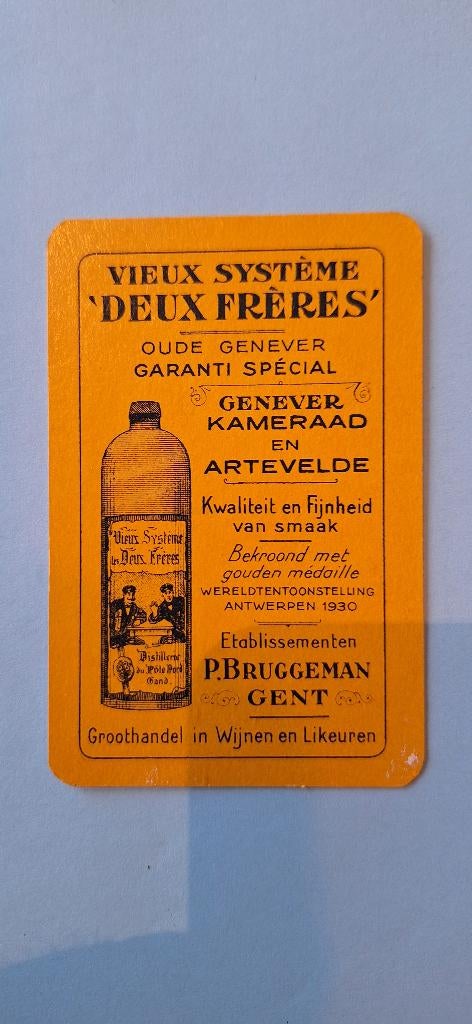 VIEUX SYSTÈME
'DEUX FRÈRES'
OUDE GENEVER
GARANTI SPÉCIAL
GENEVER
KAMERAAD
EN
ARTEVELDE
Kwaliteit en Fijnheid
van smaak
Bekroond met
gouden médaille
WERELDTENTOONSTELLING
ANTWERPEN 1930
Etablissementen
P.BRUGGEMAN
GENT
Groothandel in Wijnen en Likeuren
Vieux Système
les Deux Frères
Distillerie
du Pôle Nord
Gand